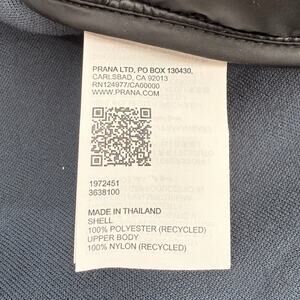 PRANA LTD, PO BOX 130430,
CARLSBAD, CA 92013
RN124977/CA00000
WWW.PRANA.COM
1972451
3638100
MADE IN THAILAND
SHELL
100% POLYESTER (RECYCLED)
UPPER BODY
100% NYLON (RECYCLED)